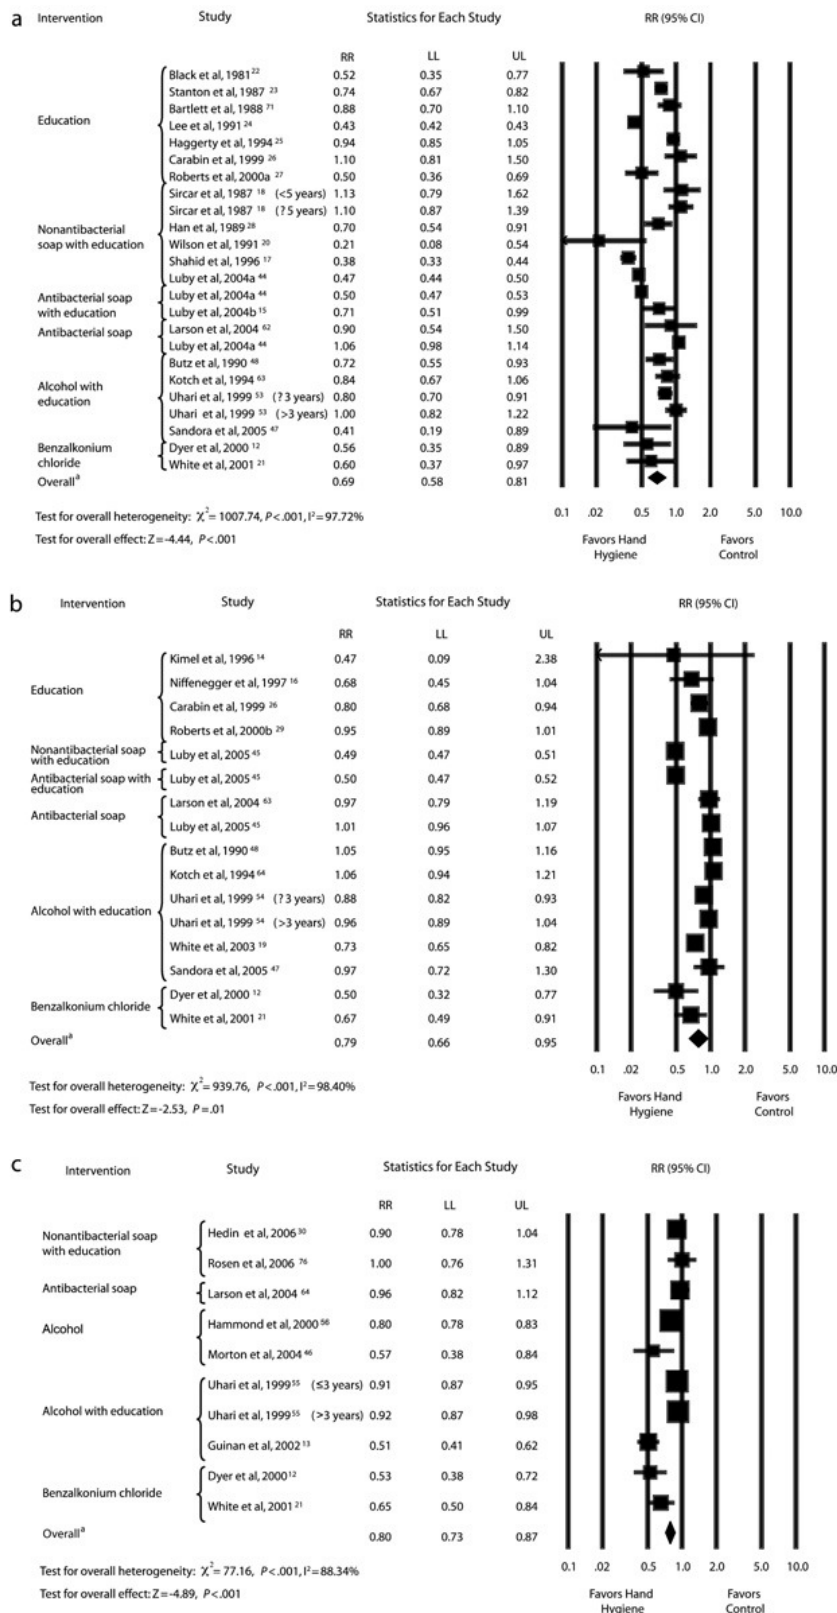 a Intervention Study Statistics for Each Study RR (95% CI)
RR LL UL
Education
Black et al, 1981 22 0.52 0.35 0.77
Stanton et al, 1987 23 0.74 0.67 0.82
Bartlett et al, 1988 71 0.88 0.70 1.10
Lee et al, 1991 24 0.43 0.42 0.43
Haggerty et al, 1994 25 0.94 0.85 1.05
Carabin et al, 1999 26 1.10 0.81 1.50
Roberts et al, 2000a 27 0.50 0.36 0.69
Nonantibacterial
soap with education
Sircar et al, 1987 18 (<5 years) 1.13 0.79 1.62
Sircar et al, 1987 18 (? 5 years) 1.10 0.87 1.39
Han et al, 1989 28 0.70 0.54 0.91
Wilson et al, 1991 20 0.21 0.08 0.54
Shahid et al, 1996 17 0.38 0.33 0.44
Luby et al, 2004a 44 0.47 0.44 0.50
Antibacterial soap
with education
Luby et al, 2004a 44 0.50 0.47 0.53
Luby et al, 2004b 15 0.71 0.51 0.99
Antibacterial soap
Larson et al, 2004 62 0.90 0.54 1.50
Luby et al, 2004a 44 1.06 0.98 1.14
Alcohol with
education
Butz et al, 1990 48 0.72 0.55 0.93
Kotch et al, 1994 63 0.84 0.67 1.06
Uhari et al, 1999 53 (? 3 years) 0.80 0.70 0.91
Uhari et al, 1999 53 (>3 years) 1.00 0.82 1.22
Sandora et al, 2005 47 0.41 0.19 0.89
Benzalkonium
chloride
Dyer et al, 2000 12 0.56 0.35 0.89
White et al, 2001 21 0.60 0.37 0.97
Overall a 0.69 0.58 0.81
0.1 .02 0.5 1.0 2.0 5.0 10.0
Test for overall heterogeneity: χ2= 1007.74, P<.001, I2= 97.72%
Test for overall effect: Z= -4.44, P<.001
Favors Hand
Hygiene
Favors
Control
b Intervention Study Statistics for Each Study RR (95% CI)
RR LL UL
Education
Kimel et al, 1996 14 0.47 0.09 2.38
Niffenegger et al, 1997 16 0.68 0.45 1.04
Carabin et al, 1999 26 0.80 0.68 0.94
Roberts et al, 2000b 29 0.95 0.89 1.01
Nonantibacterial soap
with education
Luby et al, 2005 45 0.49 0.47 0.51
Antibacterial soap with
education
Luby et al, 2005 45 0.50 0.47 0.52
Antibacterial soap
Larson et al, 2004 63 0.97 0.79 1.19
Luby et al, 2005 45 1.01 0.96 1.07
Alcohol with education
Butz et al, 1990 48 1.05 0.95 1.16
Kotch et al, 1994 64 1.06 0.94 1.21
Uhari et al, 1999 54 (? 3 years) 0.88 0.82 0.93
Uhari et al, 1999 54 (>3 years) 0.96 0.89 1.04
White et al, 2003 19 0.73 0.65 0.82
Sandora et al, 2005 47 0.97 0.72 1.30
Benzalkonium chloride
Dyer et al, 2000 12 0.50 0.32 0.77
White et al, 2001 21 0.67 0.49 0.91
Overall a 0.79 0.66 0.95
0.1 .02 0.5 1.0 5.0 10.0
Test for overall heterogeneity: χ2= 939.76, P<.001, I2= 98.40%
Test for overall effect: Z= -2.53, P=.01
Favors Hand
Hygiene
Favors
Control
c Intervention Study Statistics for Each Study RR (95% CI)
RR LL UL
Nonantibacterial soap
with education
Hedin et al, 2006 30 0.90 0.78 1.04
Rosen et al, 2006 76 1.00 0.76 1.31
Antibacterial soap
Larson et al, 2004 64 0.96 0.82 1.12
Alcohol
Hammond et al, 2000 66 0.80 0.78 0.83
Morton et al, 2004 46 0.57 0.38 0.84
Alcohol with education
Uhari et al, 1999 55 (≤3 years) 0.91 0.87 0.95
Uhari et al, 1999 55 (>3 years) 0.92 0.87 0.98
Guinan et al, 2002 13 0.51 0.41 0.62
Benzalkonium chloride
Dyer et al, 2000 12 0.53 0.38 0.72
White et al, 2001 21 0.65 0.50 0.84
Overall a 0.80 0.73 0.87
0.1 .02 0.5 1.0 2.0 5.0 10.0
Test for overall heterogeneity: χ2= 77.16, P<.001, I2= 88.34%
Test for overall effect: Z= -4.89, P<.001
Favors Hand
Hygiene
Favors
Control